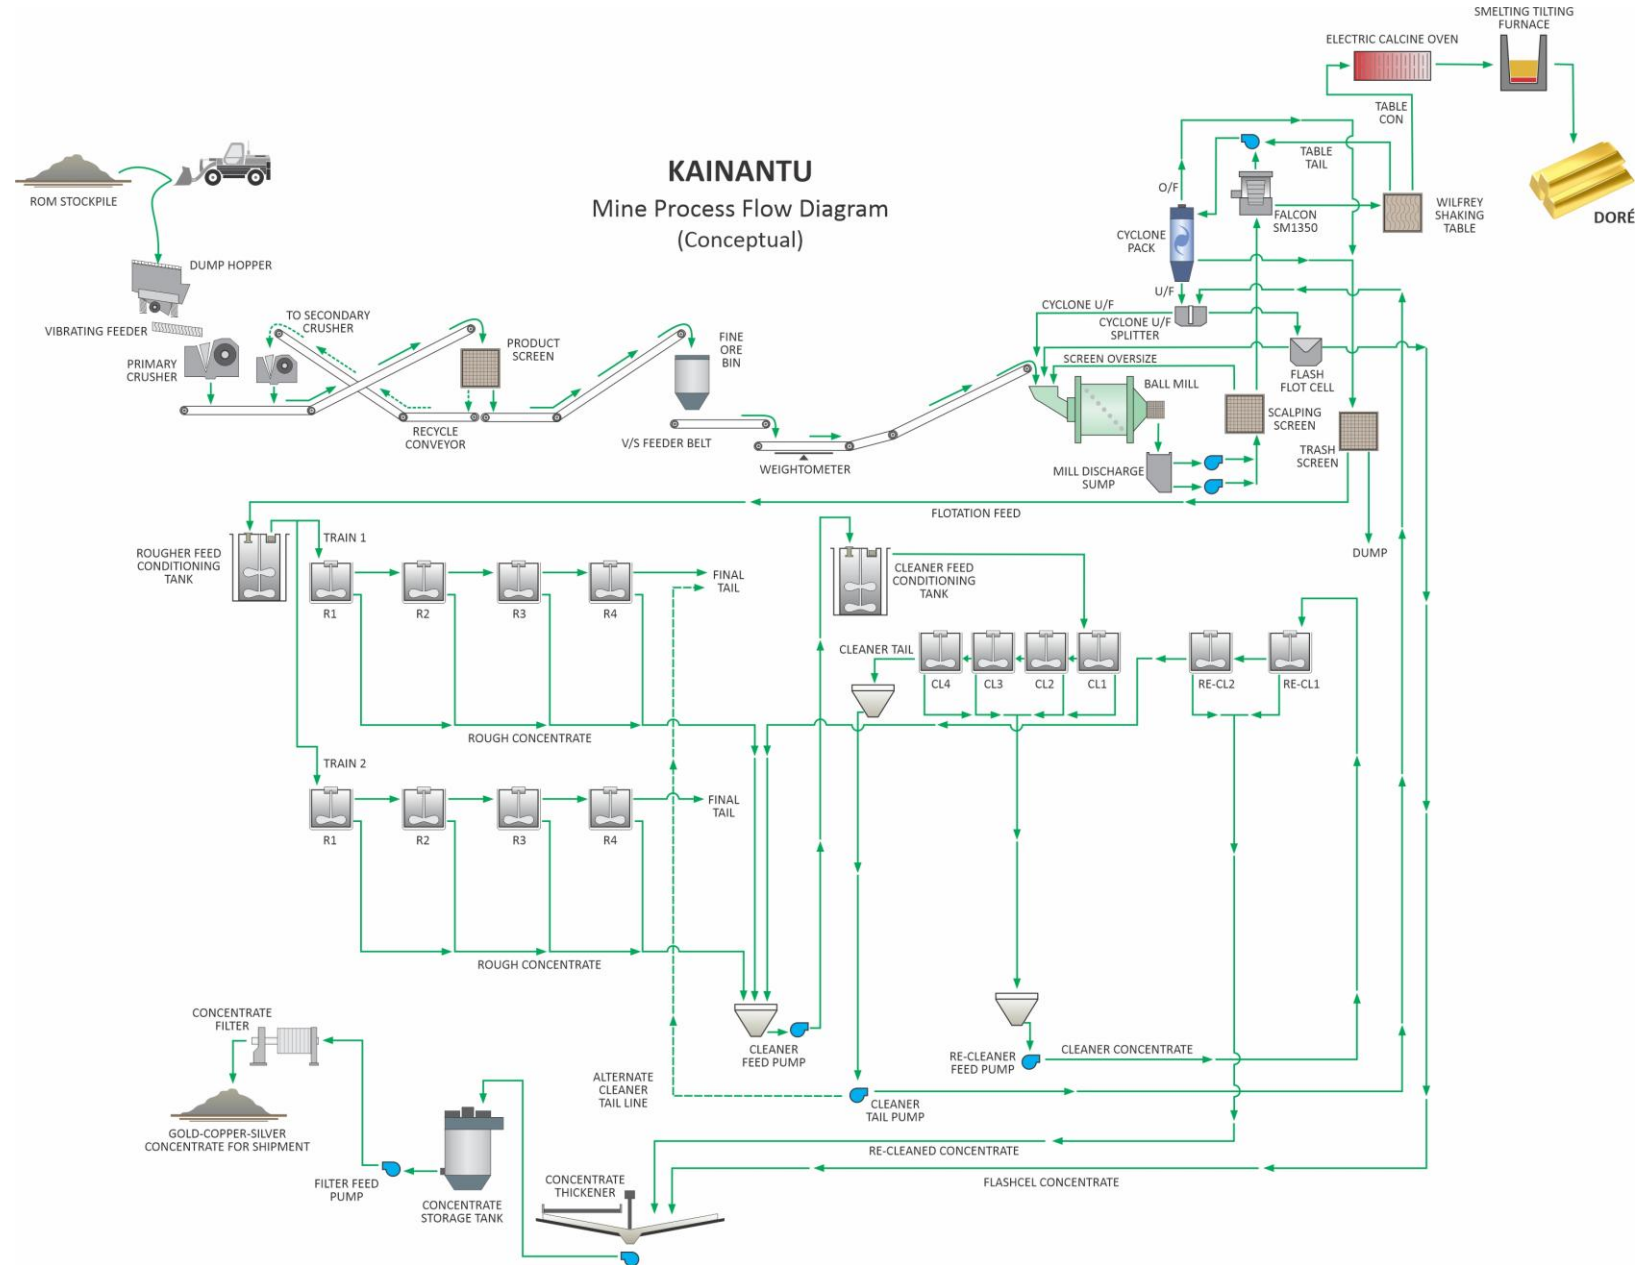 SMELTING TILTING
FURNACE
ELECTRIC CALCINE OVEN
TABLE
CON
TABLE
TAIL
KAINANTU
Mine Process Flow Diagram
(Conceptual)
ROM STOCKPILE
O/F
CYCLONE
PACK
FALCON
SM1350
WILFREY
SHAKING
TABLE
DORÉ
DUMP HOPPER
U/F
VIBRATING FEEDER
TO SECONDARY
CRUSHER
CYCLONE U/F
CYCLONE U/F
SPLITTER
PRIMARY
CRUSHER
PRODUCT
SCREEN
FINE
ORE
BIN
SCREEN OVERSIZE
FLASH
FLOT CELL
BALL MILL
SCALPING
SCREEN
RECYCLE
CONVEYOR
V/S FEEDER BELT
WEIGHTOMETER
MILL DISCHARGE
SUMP
TRASH
SCREEN
FLOTATION FEED
DUMP
ROUGHER FEED
CONDITIONING
TANK
TRAIN 1
R1
R2
R3
R4
FINAL
TAIL
CLEANER FEED
CONDITIONING
TANK
CLEANER TAIL
CL4
CL3
CL2
CL1
RE-CL2
RE-CL1
ROUGH CONCENTRATE
TRAIN 2
R1
R2
R3
R4
FINAL
TAIL
ROUGH CONCENTRATE
CONCENTRATE
FILTER
CLEANER
FEED PUMP
RE-CLEANER
FEED PUMP
CLEANER CONCENTRATE
ALTERNATE
CLEANER
TAIL LINE
CLEANER
TAIL PUMP
GOLD-COPPER-SILVER
CONCENTRATE FOR SHIPMENT
RE-CLEANED CONCENTRATE
FILTER FEED
PUMP
CONCENTRATE
STORAGE TANK
CONCENTRATE
THICKENER
FLASHCEL CONCENTRATE